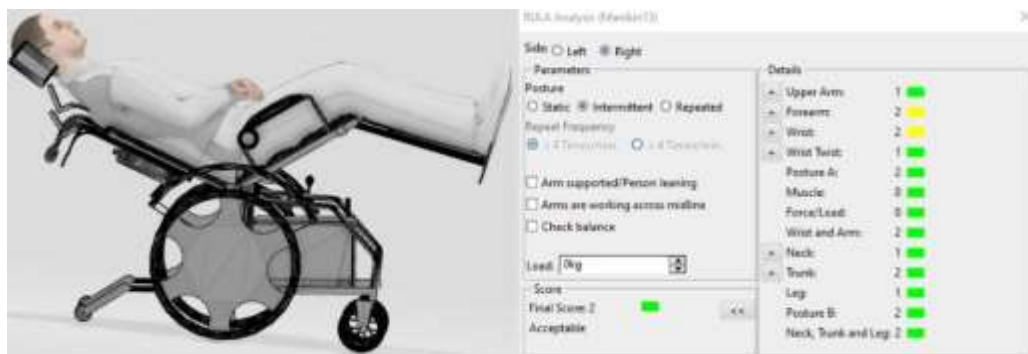 RULA Analysis (Manikin13)
Side: Left Right
Parameters
Posture
Static Intermittent Repeated
Repeat Frequency
Arm supported/Person leaning
Arms are working across midline
Check balance
Load: 0kg
Score
Final Score: 2 <<
Acceptable
Details
+ Upper Arm: 1
+ Forearm: 2
+ Wrist: 2
+ Wrist Twist: 1
Posture A: 2
Muscle: 0
Force/Load: 0
Wrist and Arm: 2
+ Neck: 1
+ Trunk: 2
Leg: 1
Posture B: 2
Neck, Trunk and Leg: 2